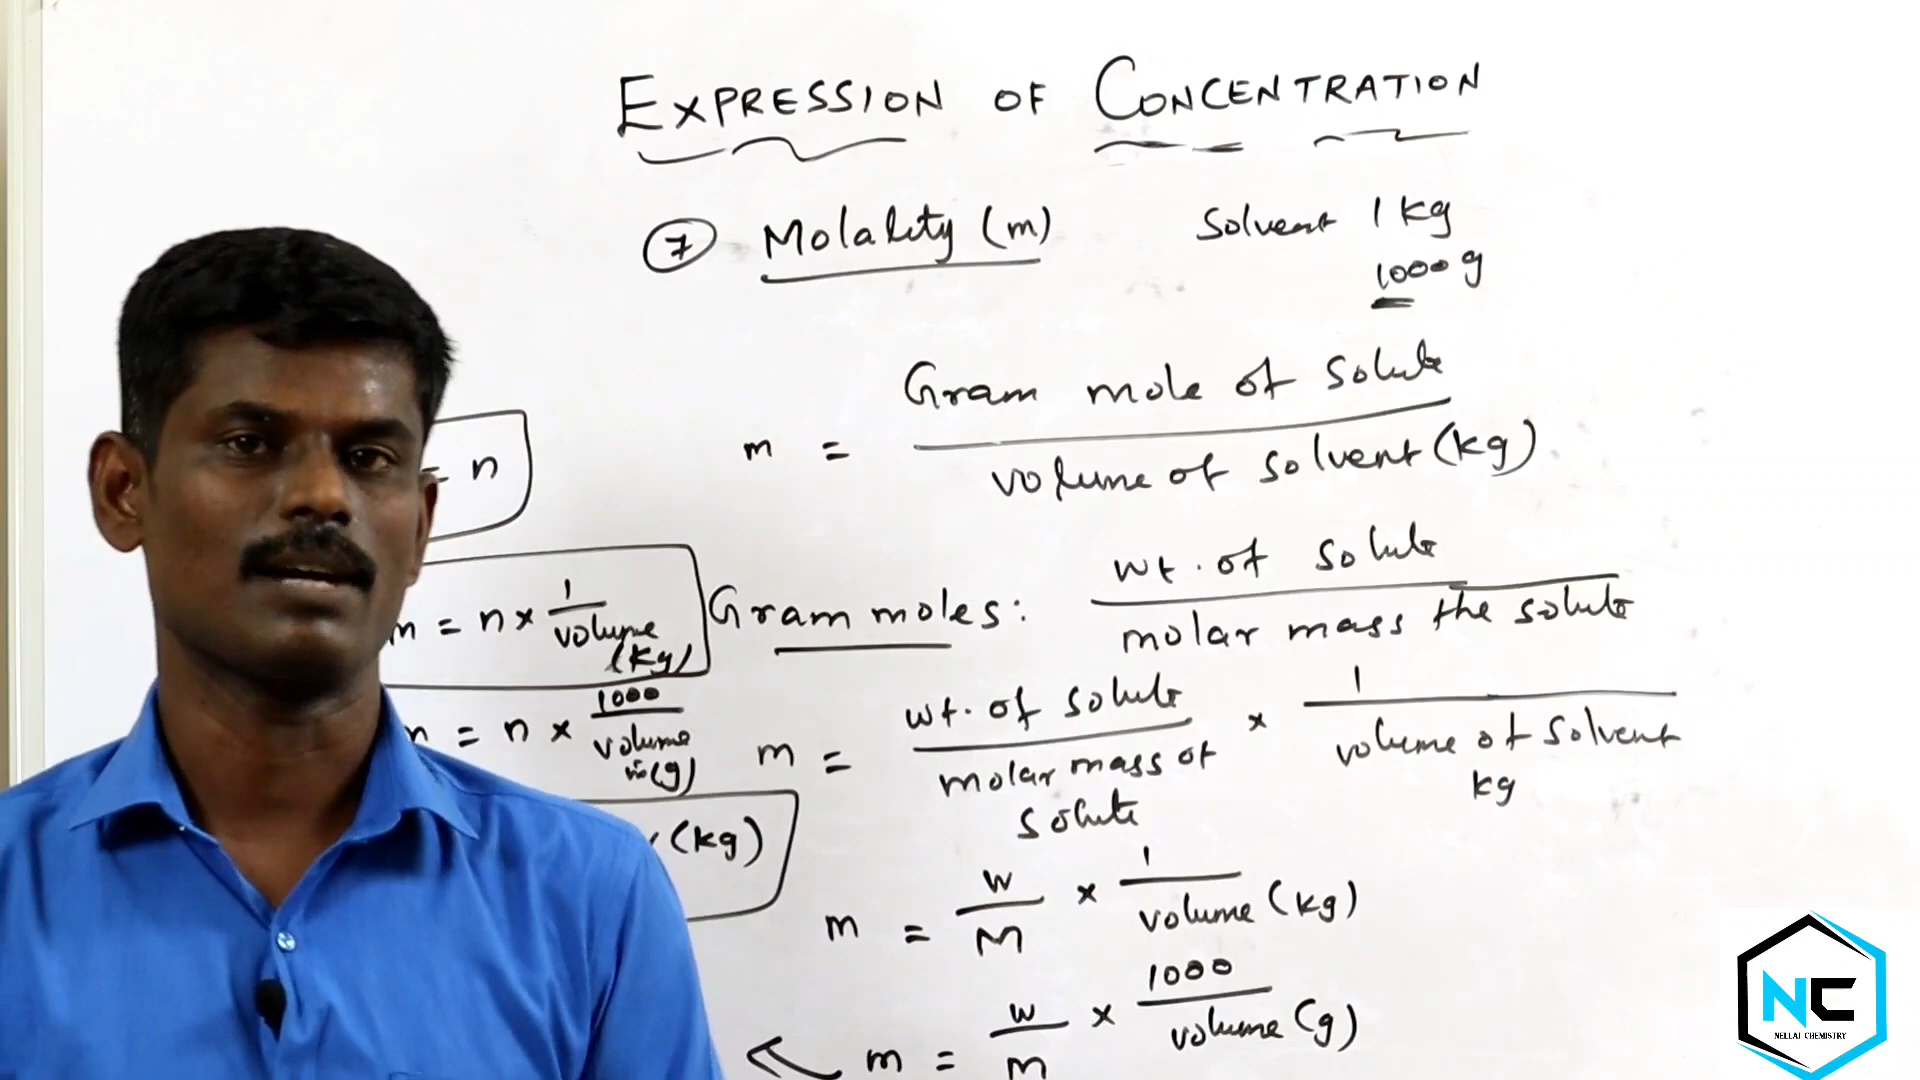 EXPRESSION OF CONCENTRATION
7 Molality (m)
Solvent 1 kg
1000 g
m = Gram mole of solute
volume of solvent (kg)
= n
m = n x 1
volume
(kg)
m = n x 1000
volume
in (g)
(kg)
Gram moles: wt. of solute
molar mass the solute
m = wt. of solute x 1
molar mass of solute volume of solvent
kg
m = w x 1
M volume (kg)
m = w x 1000
m volume (g)
NC
NELLAI CHEMISTRY